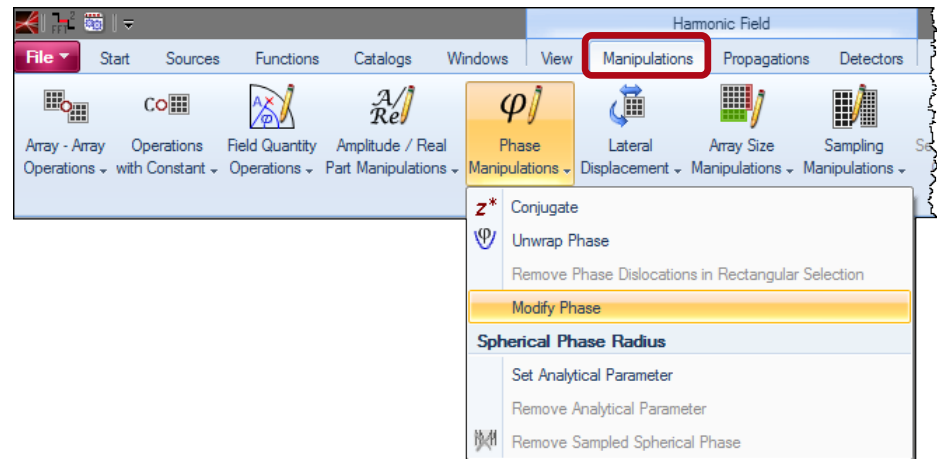 FFT
Harmonic Field
File Start Sources Functions Catalogs Windows View Manipulations Propagations Detectors
CO A/ Re φ
Array - Array Operations Field Quantity Amplitude / Real Phase Lateral Array Size Sampling
Operations with Constant Operations Part Manipulations Manipulations Displacement Manipulations Manipulations
z* Conjugate
φ Unwrap Phase
Remove Phase Dislocations in Rectangular Selection
Modify Phase
Spherical Phase Radius
Set Analytical Parameter
Remove Analytical Parameter
Remove Sampled Spherical Phase